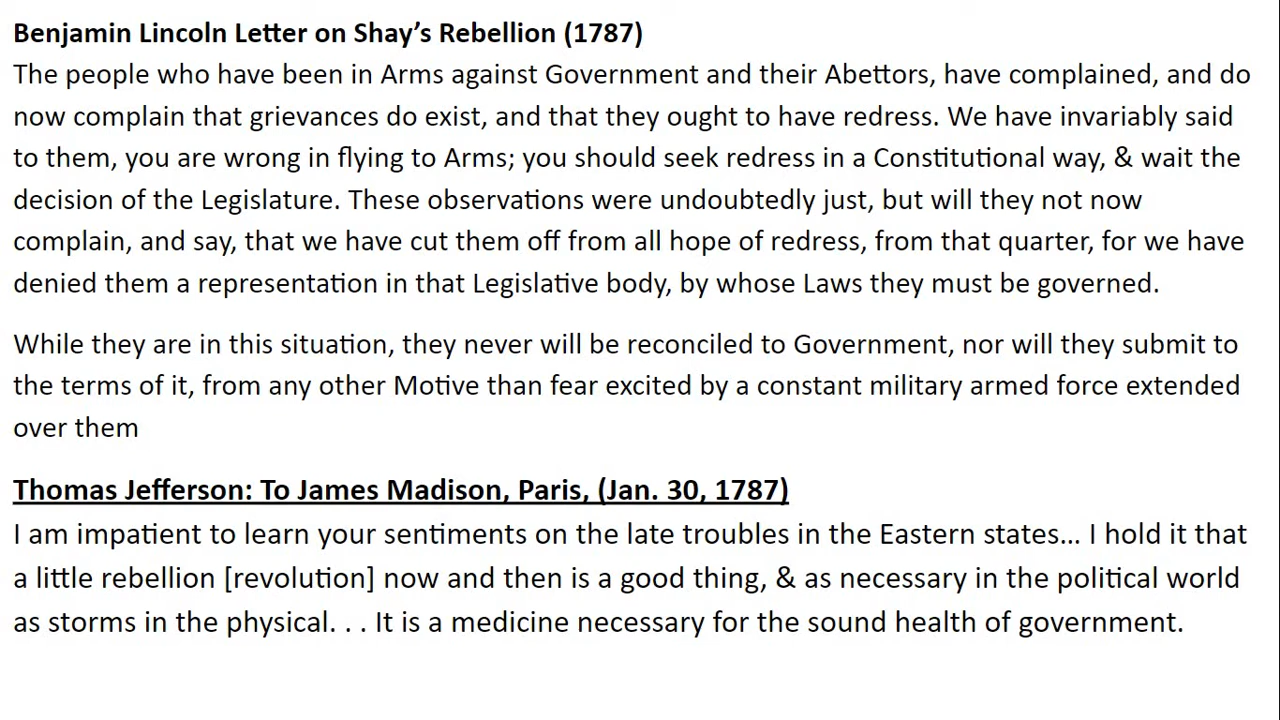 Benjamin Lincoln Letter on Shay’s Rebellion (1787)
The people who have been in Arms against Government and their Abettors, have complained, and do
now complain that grievances do exist, and that they ought to have redress. We have invariably said
to them, you are wrong in flying to Arms; you should seek redress in a Constitutional way, & wait the
decision of the Legislature. These observations were undoubtedly just, but will they not now
complain, and say, that we have cut them off from all hope of redress, from that quarter, for we have
denied them a representation in that Legislative body, by whose Laws they must be governed.
While they are in this situation, they never will be reconciled to Government, nor will they submit to
the terms of it, from any other Motive than fear excited by a constant military armed force extended
over them
Thomas Jefferson: To James Madison, Paris, (Jan. 30, 1787)
I am impatient to learn your sentiments on the late troubles in the Eastern states... I hold it that
a little rebellion [revolution] now and then is a good thing, & as necessary in the political world
as storms in the physical. . . It is a medicine necessary for the sound health of government.